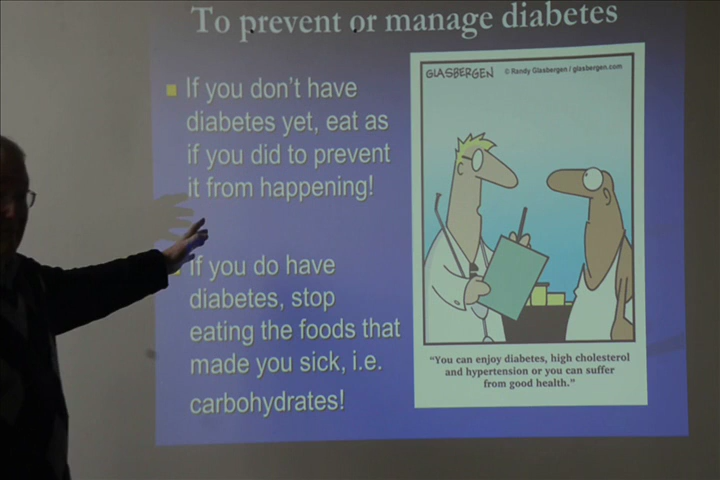 To prevent or manage diabetes
If you don't have
diabetes yet, eat as
if you did to prevent
it from happening!
If you do have
diabetes, stop
eating the foods that
made you sick, i.e.
carbohydrates!
GLASBERGEN
© Randy Glasbergen / glasbergen.com
"You can enjoy diabetes, high cholesterol
and hypertension or you can suffer
from good health."